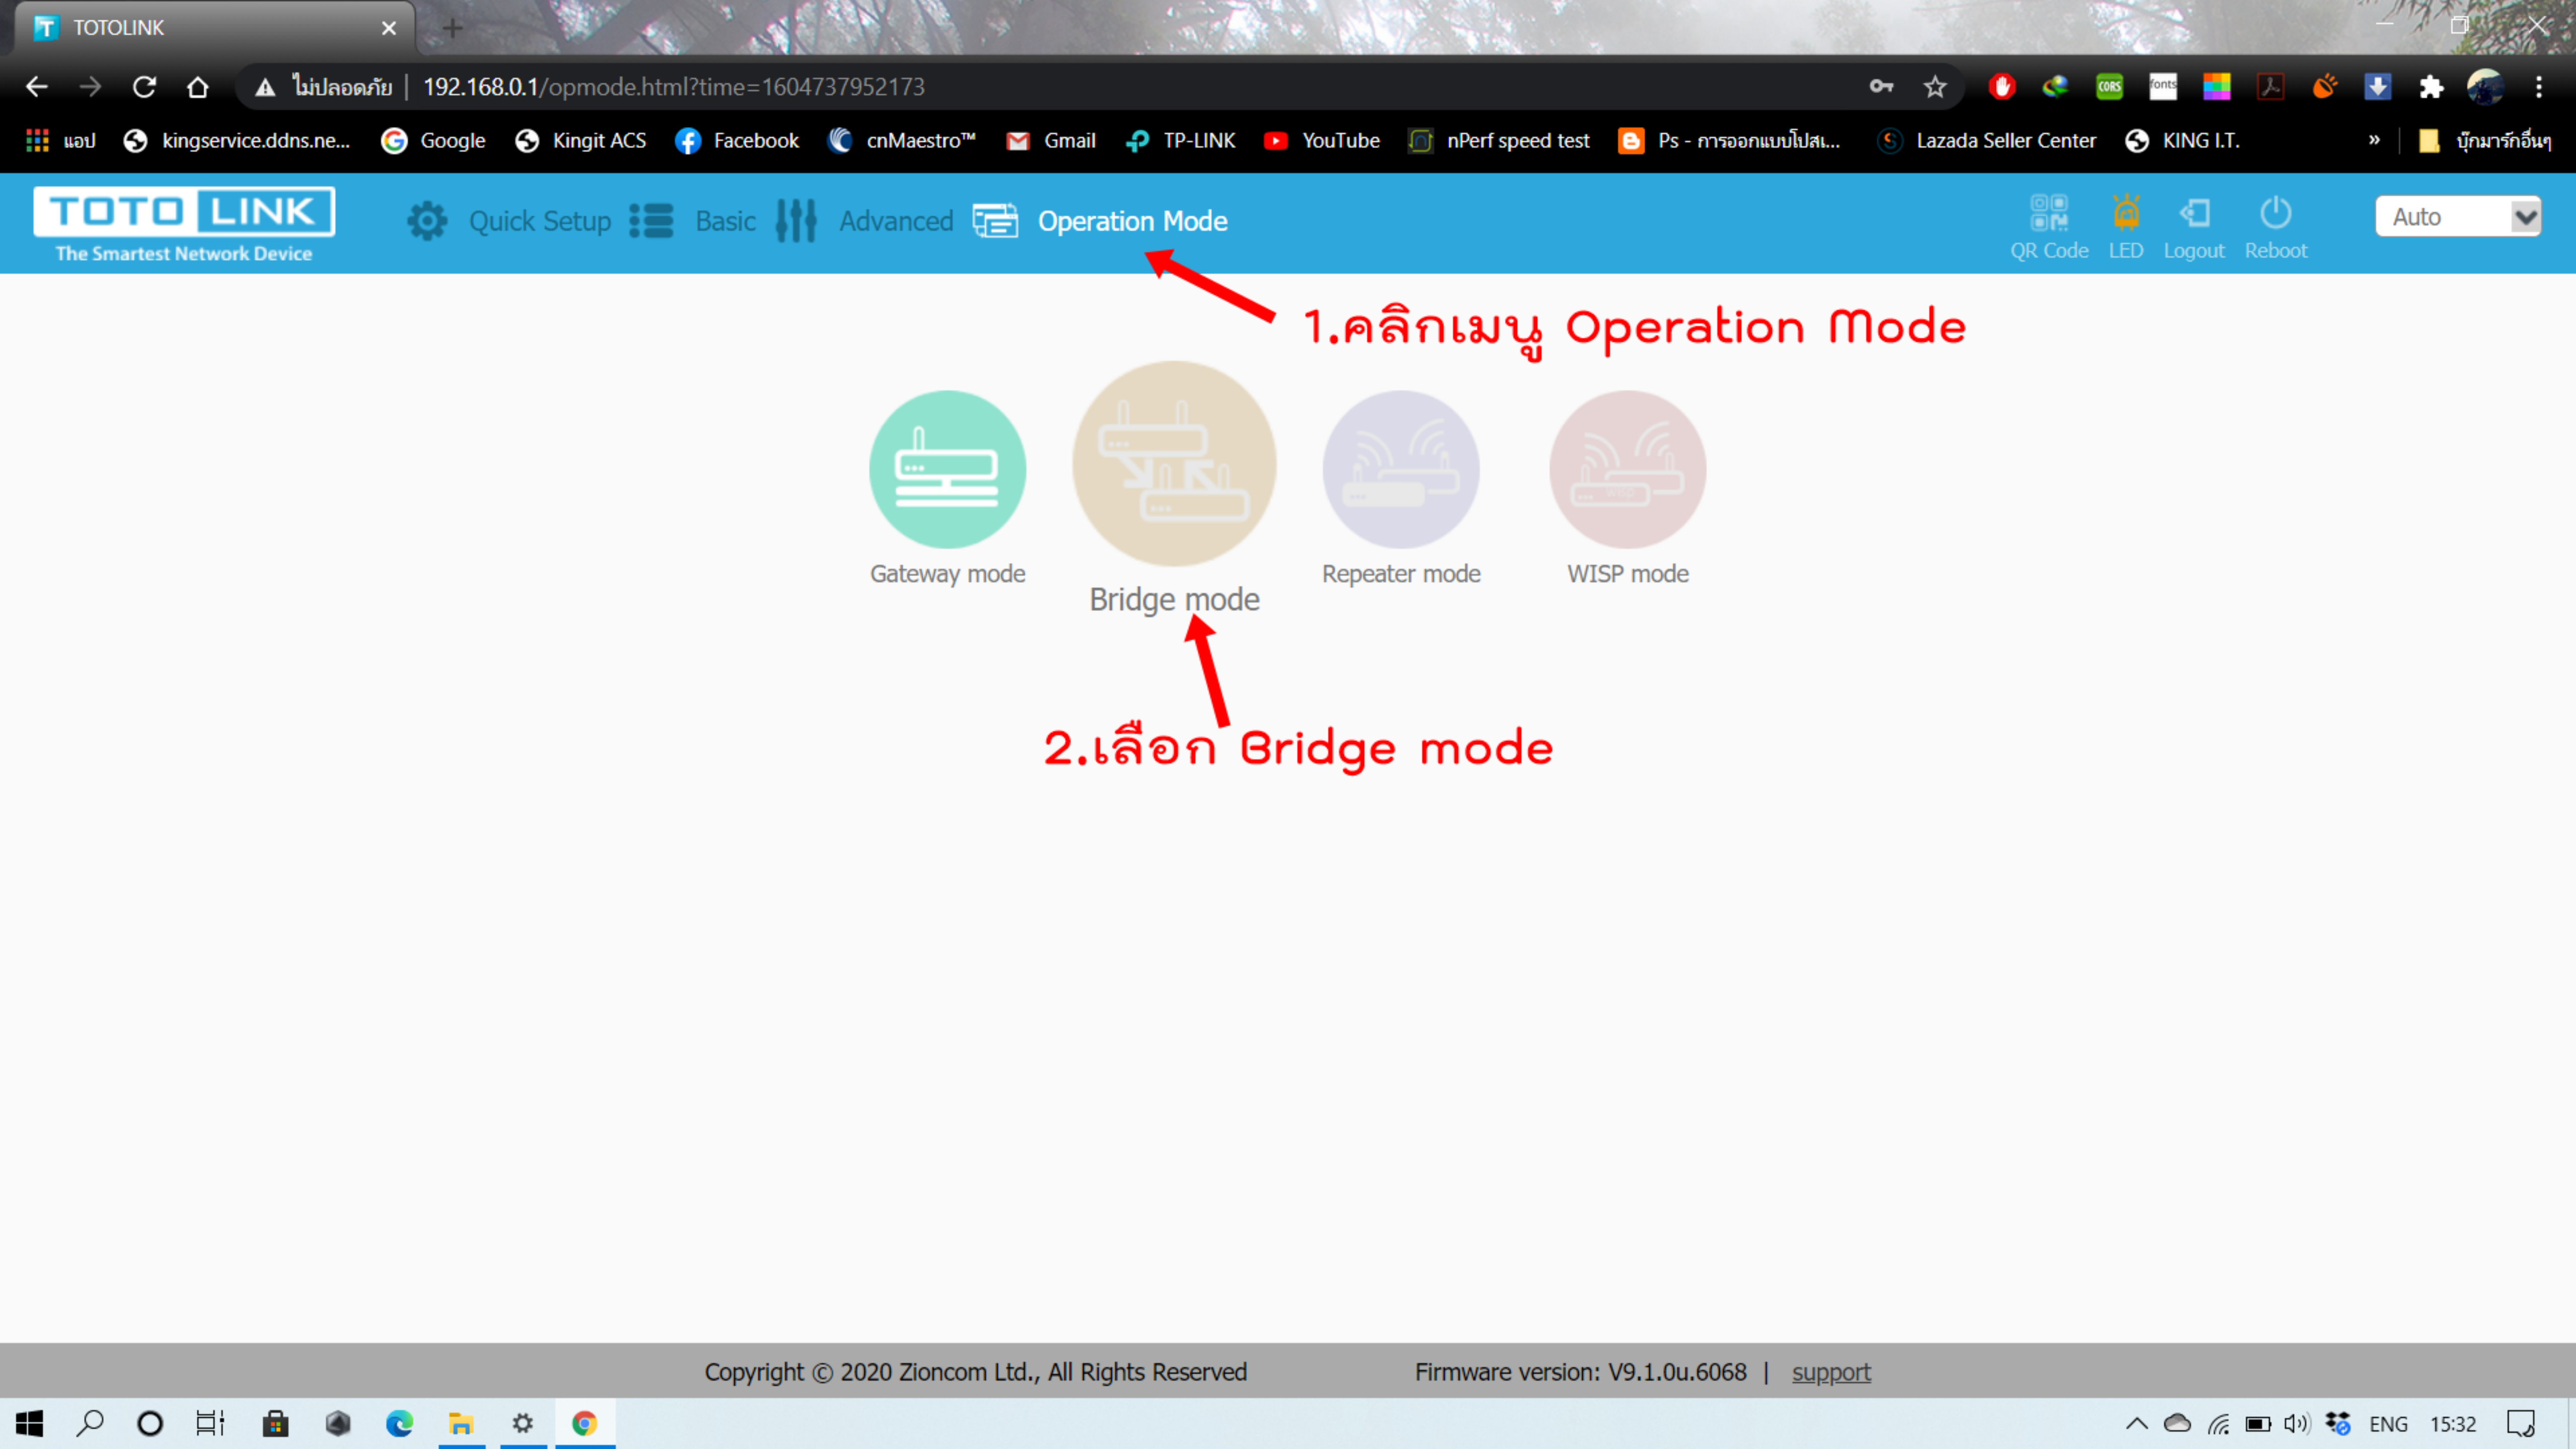 TOTOLINK
ไม่ปลอดภัย | 192.168.0.1/opmode.html?time=1604737952173
CORS
fonts
แอป kingservice.ddns.ne... Google Kingit ACS Facebook cnMaestro™ Gmail TP-LINK YouTube nPerf speed test Ps - การออกแบบโปสเ... Lazada Seller Center KING I.T. » บุ๊กมาร์กอื่นๆ
TOTO LINK
The Smartest Network Device
Quick Setup Basic Advanced Operation Mode
QR Code LED Logout Reboot
Auto
1.คลิกเมนู Operation Mode
Gateway mode
Bridge mode
Repeater mode
WISP
WISP mode
2.เลือก Bridge mode
Copyright © 2020 Zioncom Ltd., All Rights Reserved Firmware version: V9.1.0u.6068 | support
ENG 15:32